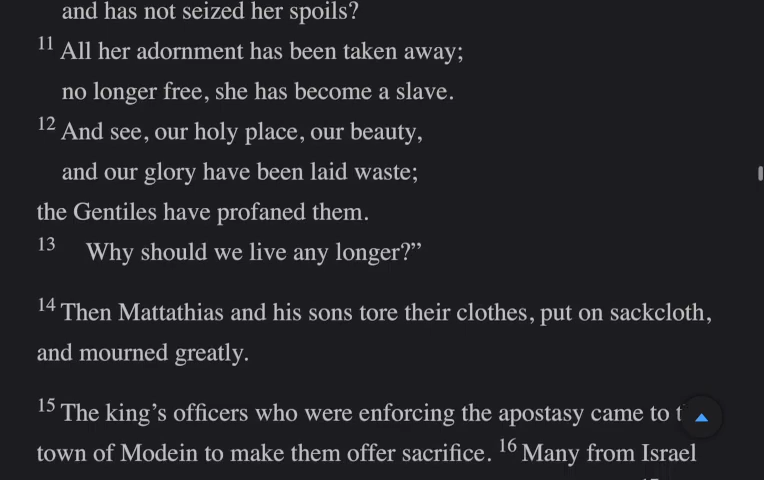 and has not seized her spoils?
11 All her adornment has been taken away;
no longer free, she has become a slave.
12 And see, our holy place, our beauty,
and our glory have been laid waste;
the Gentiles have profaned them.
13 Why should we live any longer?”
14 Then Mattathias and his sons tore their clothes, put on sackcloth,
and mourned greatly.
15 The king’s officers who were enforcing the apostasy came to
town of Modein to make them offer sacrifice. 16 Many from Israel